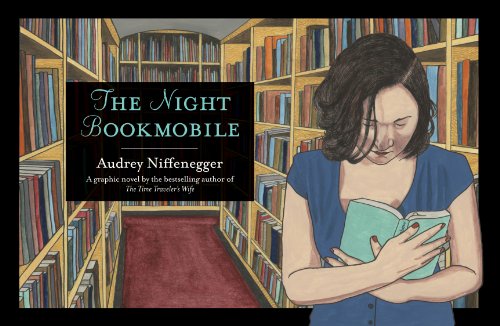 The Night
Bookmobile
Audrey Niffenegger
A graphic novel by the bestselling author of
The Time Traveler's Wife